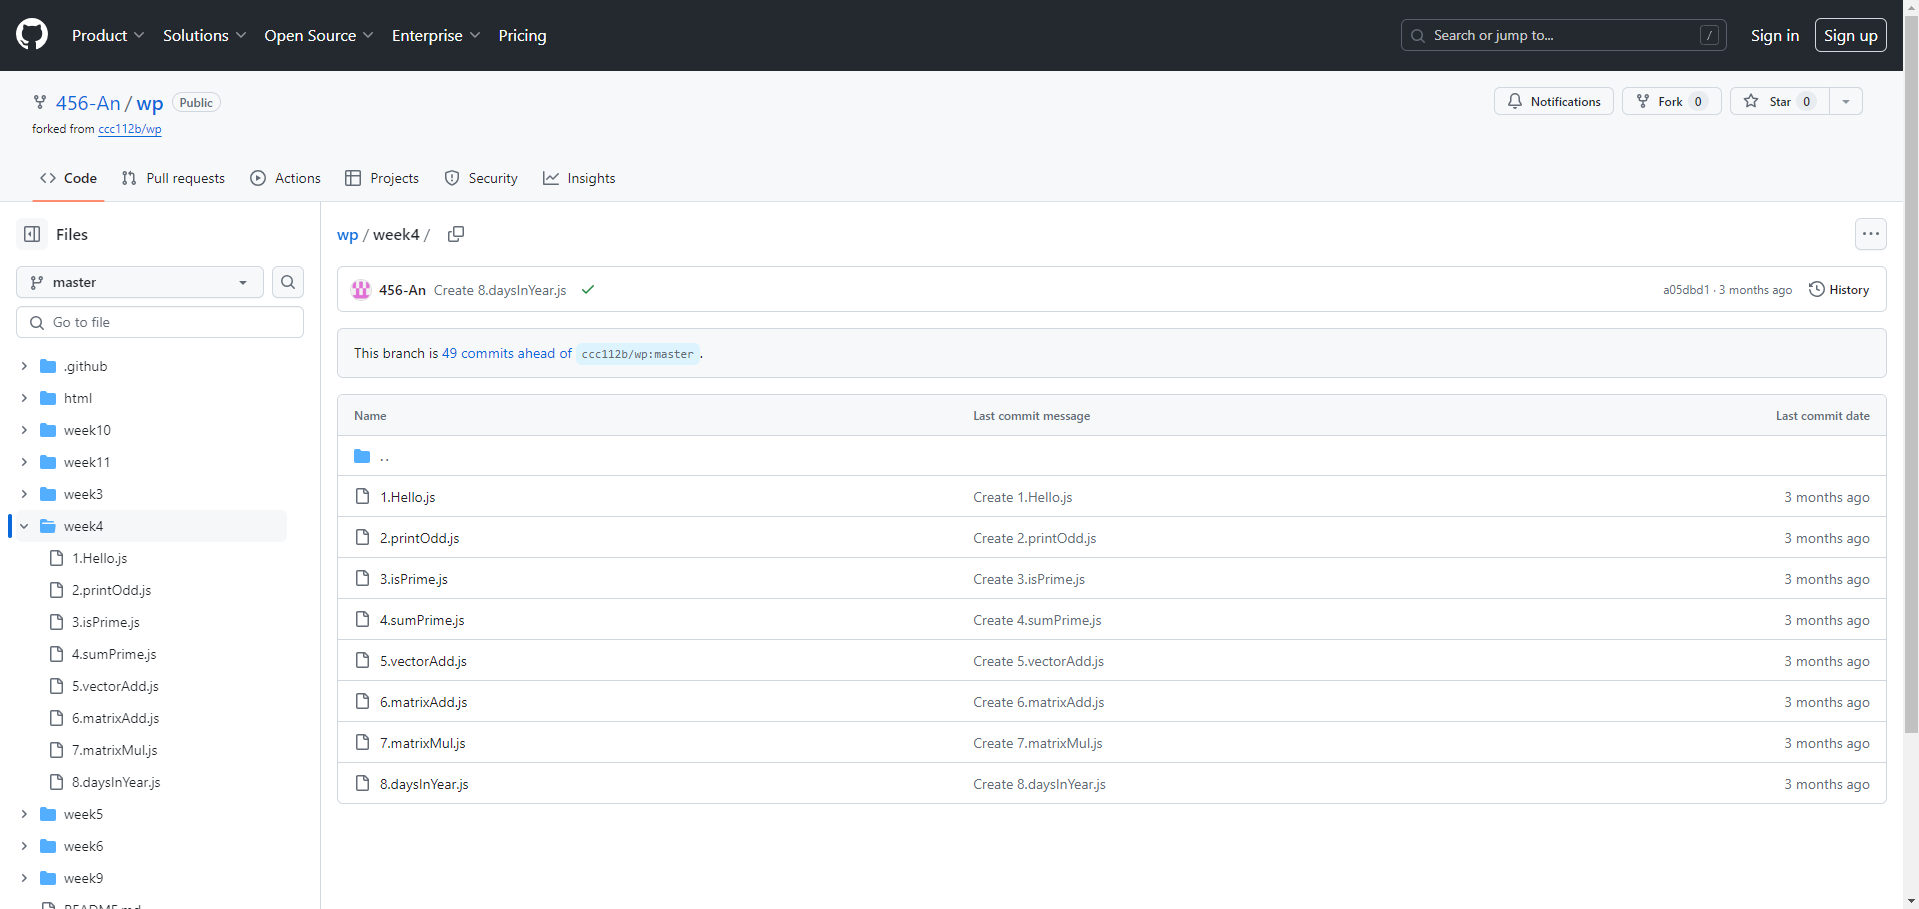 Product Solutions Open Source Enterprise Pricing Search or jump to... / Sign in Sign up
456-An / wp Public Notifications Fork 0 Star 0
forked from ccc112b/wp
Code Pull requests Actions Projects Security Insights
Files
master
Go to file
.github
html
week10
week11
week3
week4
1.Hello.js
2.printOdd.js
3.isPrime.js
4.sumPrime.js
5.vectorAdd.js
6.matrixAdd.js
7.matrixMul.js
8.daysInYear.js
week5
week6
week9
README.md
wp / week4 /
456-An Create 8.daysInYear.js a05dbd1 · 3 months ago History
This branch is 49 commits ahead of ccc112b/wp:master .
Name Last commit message Last commit date
..
1.Hello.js Create 1.Hello.js 3 months ago
2.printOdd.js Create 2.printOdd.js 3 months ago
3.isPrime.js Create 3.isPrime.js 3 months ago
4.sumPrime.js Create 4.sumPrime.js 3 months ago
5.vectorAdd.js Create 5.vectorAdd.js 3 months ago
6.matrixAdd.js Create 6.matrixAdd.js 3 months ago
7.matrixMul.js Create 7.matrixMul.js 3 months ago
8.daysInYear.js Create 8.daysInYear.js 3 months ago